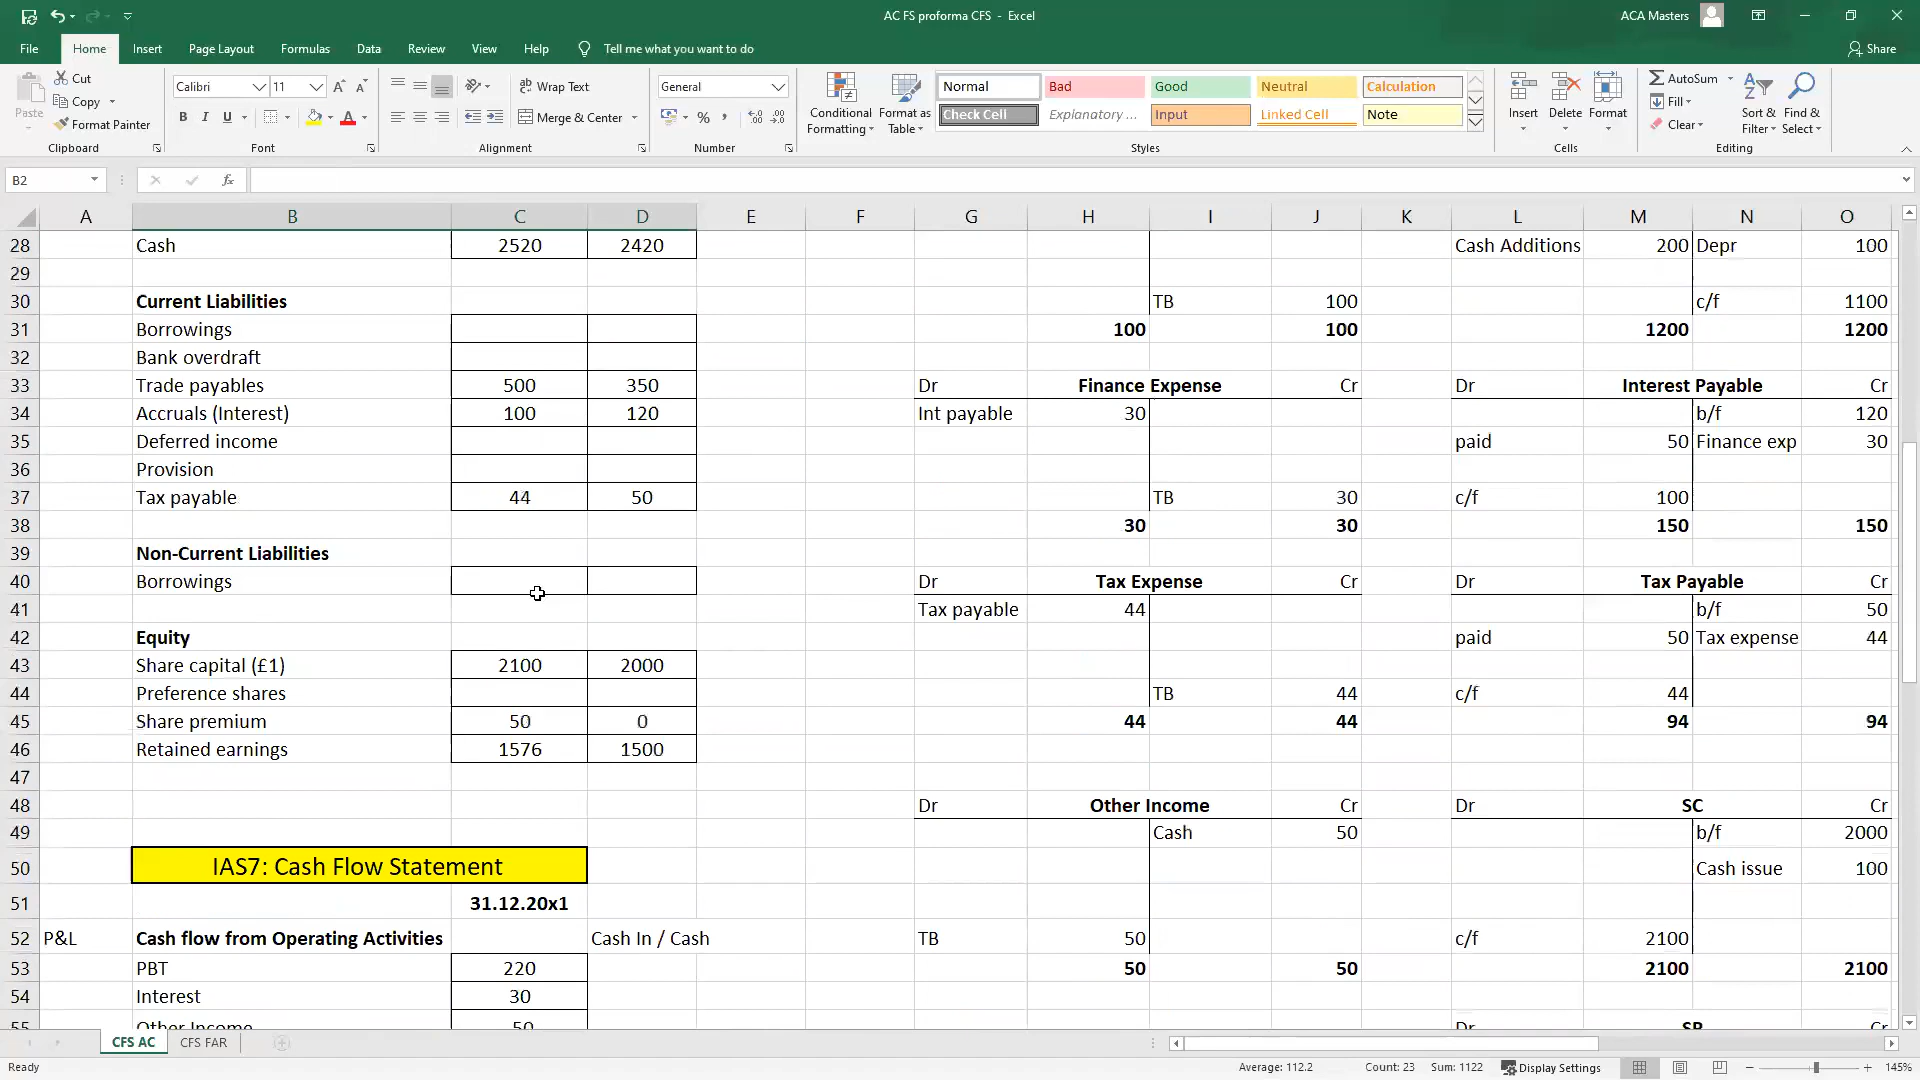 AC FS proforma CFS - Excel
ACA Masters
File Home Insert Page Layout Formulas Data Review View Help Tell me what you want to do Share
Paste Cut Copy Format Painter Clipboard
Calibri 11 A A B I U A Font
Wrap Text Merge & Center Alignment
General % , Number
Conditional Formatting Format as Table
Normal Bad Good Neutral Calculation
Check Cell Explanatory ... Input Linked Cell Note
Styles
Insert Delete Format Cells
AutoSum Fill Clear Sort & Filter Find & Select Editing
B2 fx
A B C D E F G H I J K L M N O
28 Cash 2520 2420 Cash Additions 200 Depr 100
29
30 Current Liabilities TB 100 c/f 1100
31 Borrowings 100 100 1200 1200
32 Bank overdraft
33 Trade payables 500 350 Dr Finance Expense Cr Dr Interest Payable Cr
34 Accruals (Interest) 100 120 Int payable 30 b/f 120
35 Deferred income paid 50 Finance exp 30
36 Provision
37 Tax payable 44 50 TB 30 c/f 100
38 30 30 150 150
39 Non-Current Liabilities
40 Borrowings Dr Tax Expense Cr Dr Tax Payable Cr
41 Tax payable 44 b/f 50
42 Equity paid 50 Tax expense 44
43 Share capital (£1) 2100 2000
44 Preference shares TB 44 c/f 44
45 Share premium 50 0 44 44 94 94
46 Retained earnings 1576 1500
47
48 Dr Other Income Cr Dr SC Cr
49 Cash 50 b/f 2000
50 IAS7: Cash Flow Statement Cash issue 100
51 31.12.20x1
52 P&L Cash flow from Operating Activities Cash In / Cash TB 50 c/f 2100
53 PBT 220 50 50 2100 2100
54 Interest 30
55 Other Income -50 Dr SP Cr
CFS AC CFS FAR
Ready Average: 112.2 Count: 23 Sum: 1122 Display Settings 145%